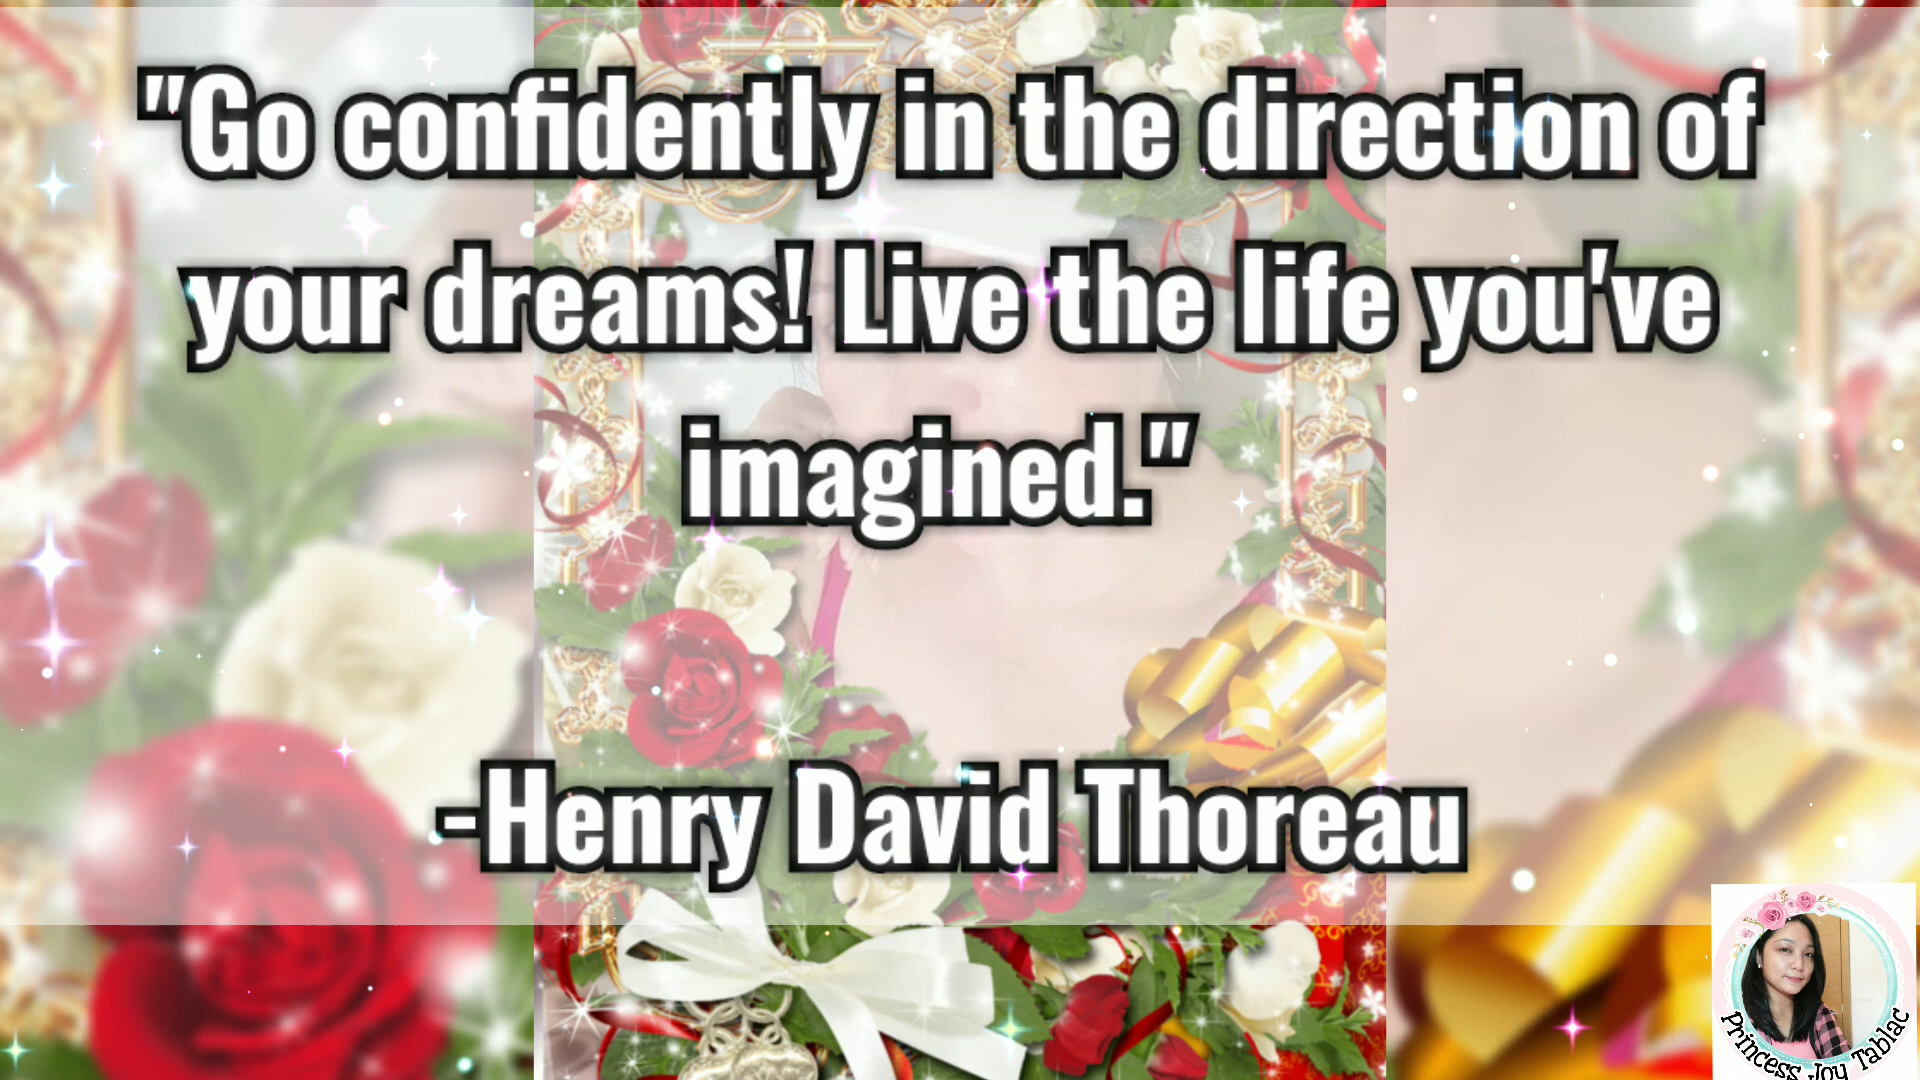 "Go confidently in the direction of
your dreams! Live the life you've
imagined."
-Henry David Thoreau
Princess Joy Tablac